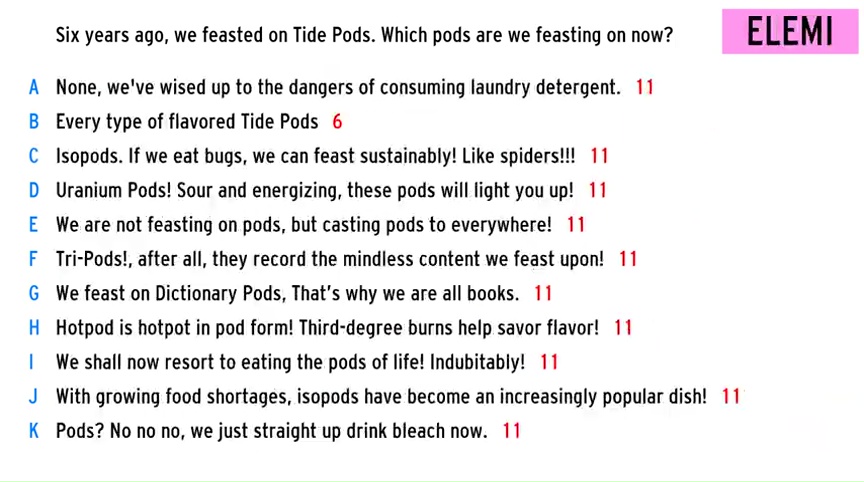 Six years ago, we feasted on Tide Pods. Which pods are we feasting on now?
ELEMI
A None, we've wised up to the dangers of consuming laundry detergent. 11
B Every type of flavored Tide Pods 6
C Isopods. If we eat bugs, we can feast sustainably! Like spiders!!! 11
D Uranium Pods! Sour and energizing, these pods will light you up! 11
E We are not feasting on pods, but casting pods to everywhere! 11
F Tri-Pods!, after all, they record the mindless content we feast upon! 11
G We feast on Dictionary Pods, That's why we are all books. 11
H Hotpod is hotpot in pod form! Third-degree burns help savor flavor! 11
I We shall now resort to eating the pods of life! Indubitably! 11
J With growing food shortages, isopods have become an increasingly popular dish! 11
K Pods? No no no, we just straight up drink bleach now. 11